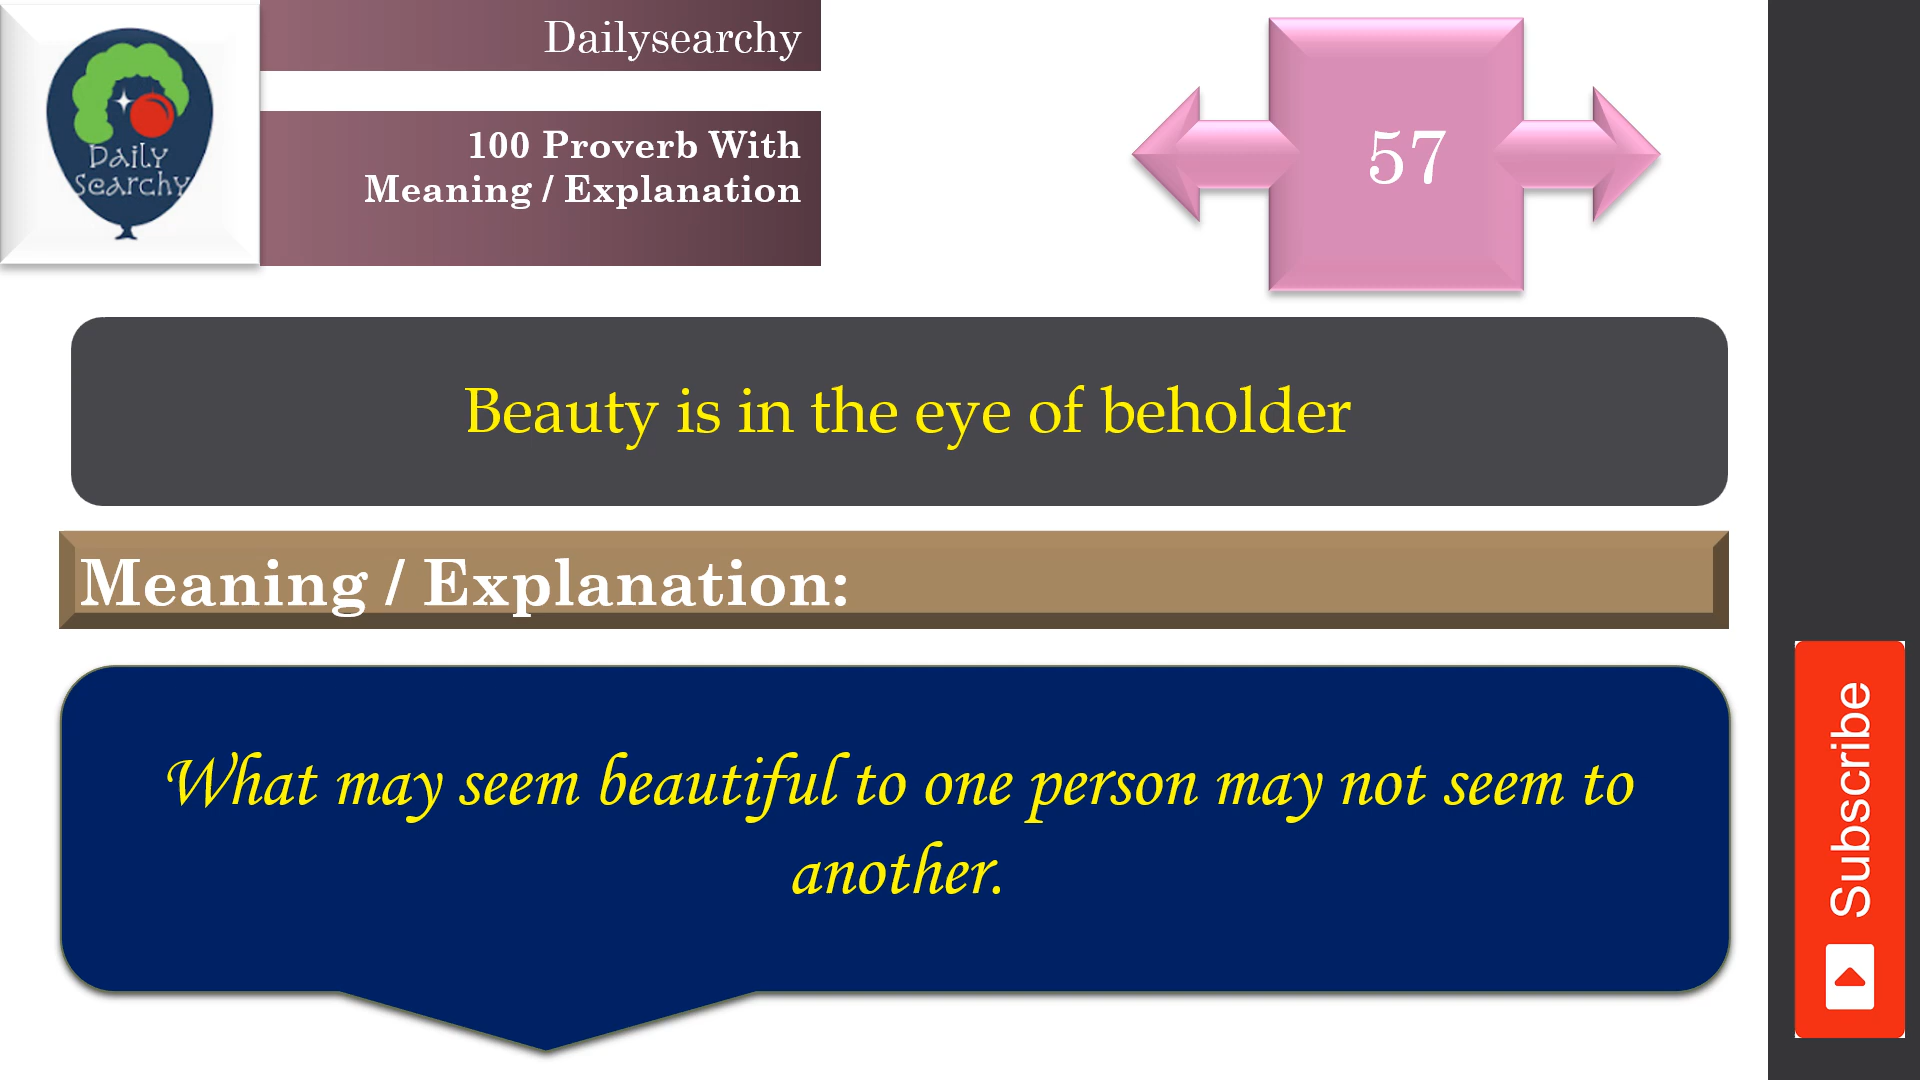 Daily
Searchy
Dailysearchy
100 Proverb With
Meaning / Explanation
57
Beauty is in the eye of beholder
Meaning / Explanation:
What may seem beautiful to one person may not seem to
another.
Subscribe